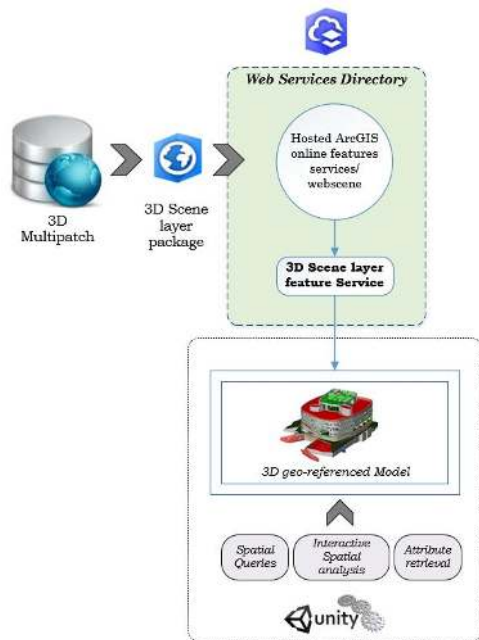 Web Services Directory
Hosted ArcGIS
online features
services/
webscene
3D
Multipatch
3D Scene
layer
package
3D Scene layer
feature Service
3D geo-referenced Model
Spatial
Queries
Interactive
Spatial
analysis
Attribute
retrieval
unity